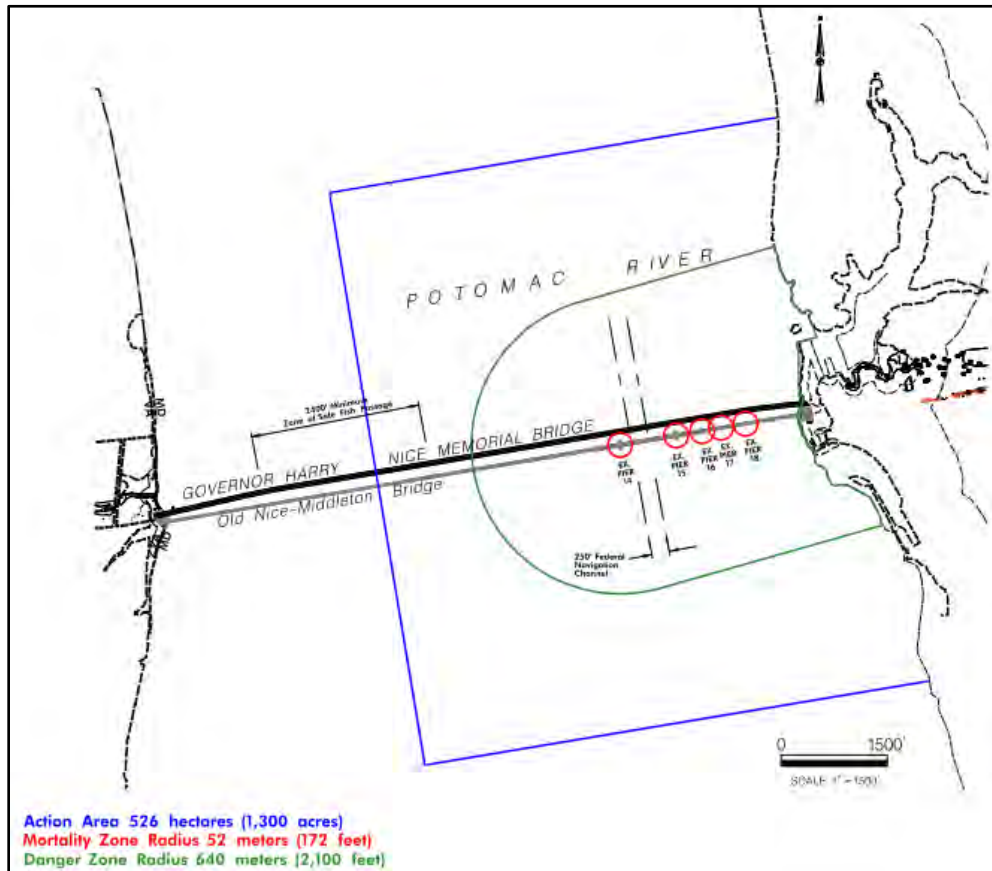 POTOMAC RIVER
2400' Minimum
Zone of Safe Fish Passage
GOVERNOR HARRY NICE MEMORIAL BRIDGE
Old Nice-Middleton Bridge
EX.
PIER
14
EX.
PIER
15
EX.
PIER
16
EX.
PIER
17
EX.
PIER
18
250' Federal
Navigation
Channel
0 1500'
SCALE 1"=1500'
Action Area 526 hectares (1,300 acres)
Mortality Zone Radius 52 meters (172 feet)
Danger Zone Radius 640 meters (2,100 feet)